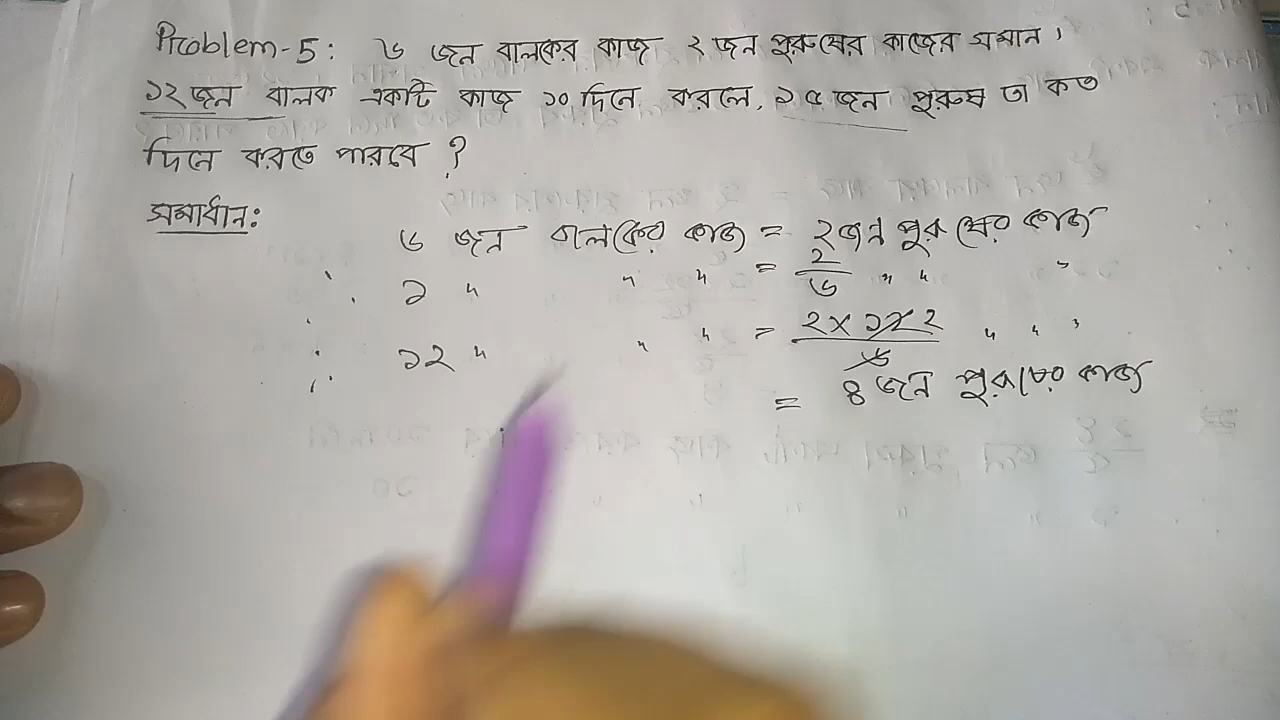 Problem-5: ৬ জন বালকের কাজ ২ জন পুরুষের কাজের সমান।
১২ জন বালক একটি কাজ ১০ দিনে করলে, ১৫ জন পুরুষ তা কত
দিনে করতে পারবে ?
সমাধান:
৬ জন বালকের কাজ = ২ জন পুরুষের কাজ
∴ ১ " " " = ২/৬ " " "
∴ ১২ " " " = ২×১২ 2/৬ " " "
= ৪ জন পুরুষের কাজ